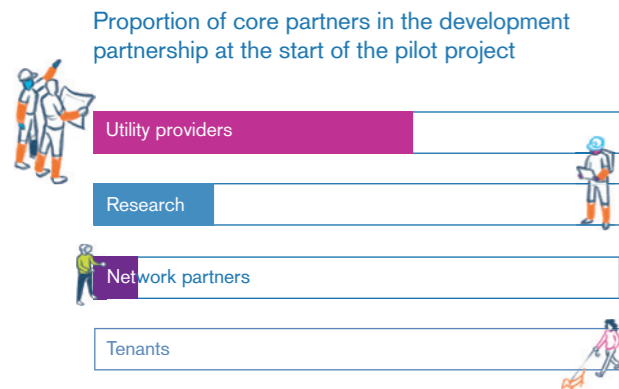 Proportion of core partners in the development
partnership at the start of the pilot project
Utility providers
Research
Network partners
Tenants